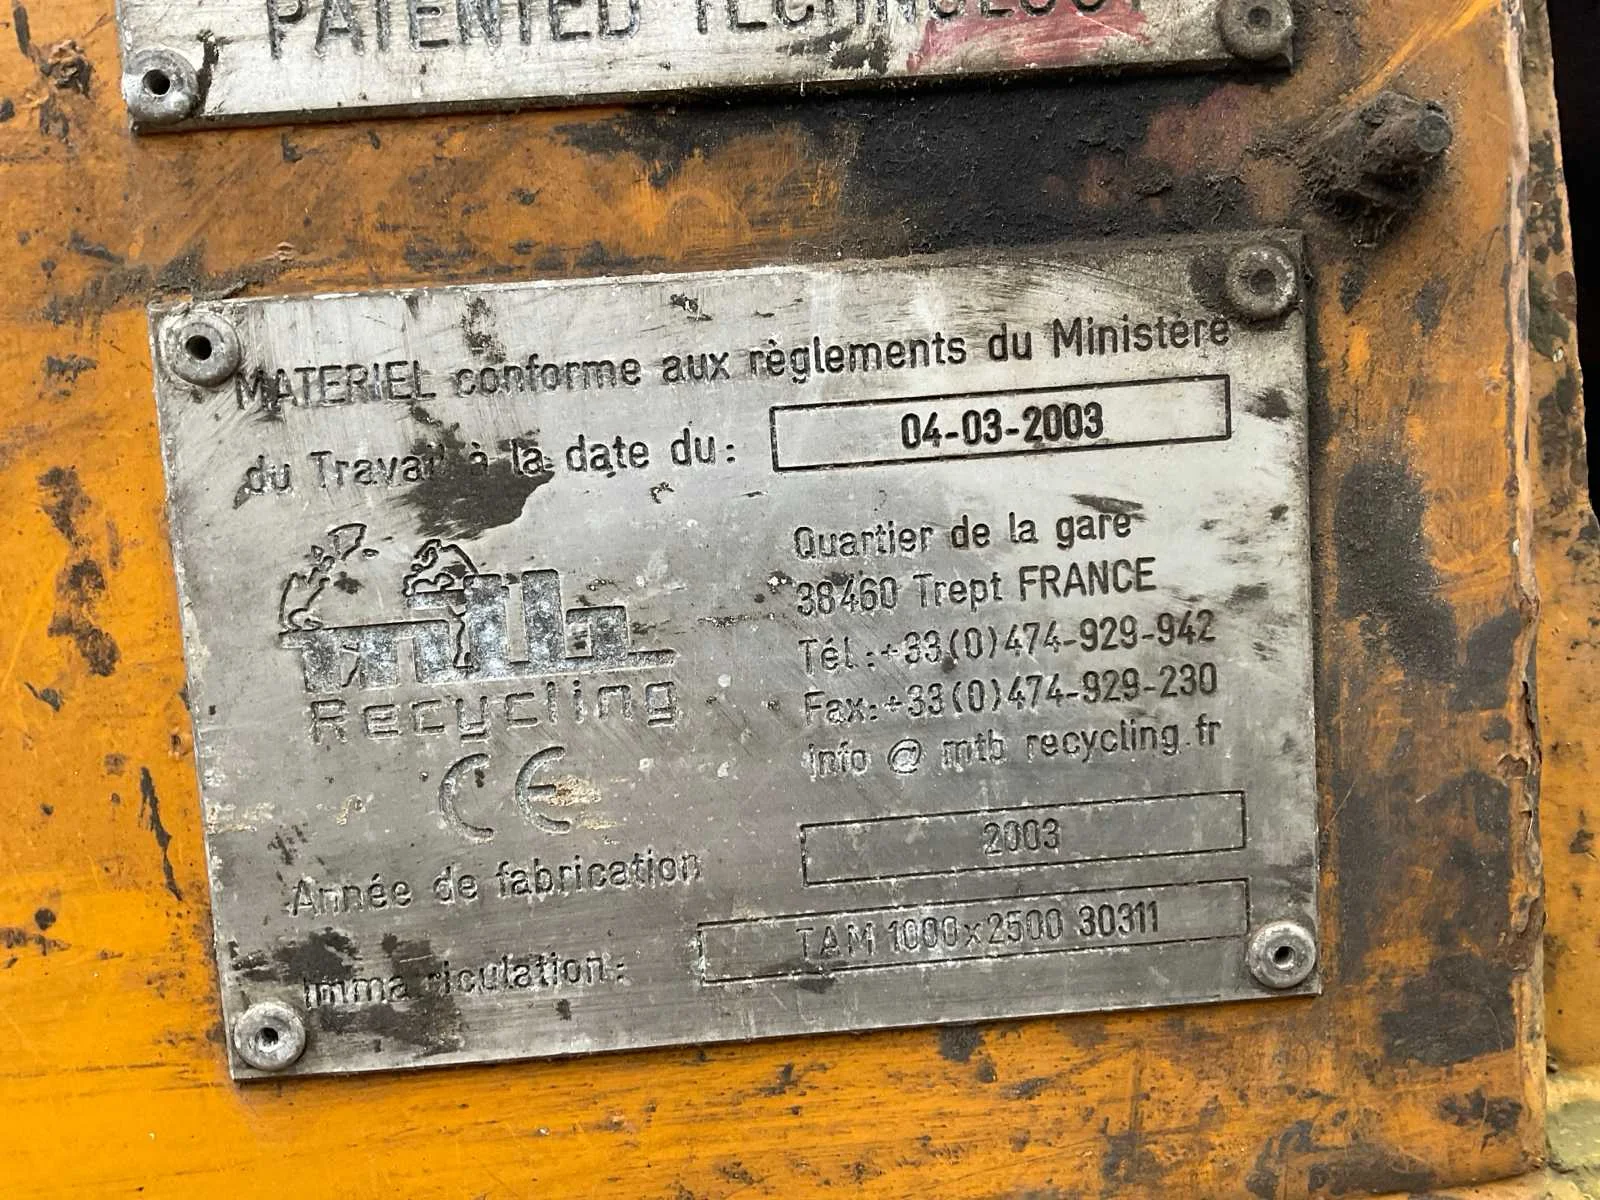 PATENTED TECHNOLOGY
MATERIEL conforme aux règlements du Ministère
du Travail à la date du: 04-03-2003
mtb
Recycling
CE
Quartier de la gare
38460 Trept FRANCE
Tél.:+33(0)474-929-942
Fax:+33(0)474-929-230
info @ mtb recycling.fr
Année de fabrication 2003
Immatriculation: TAM 1000x2500 30311